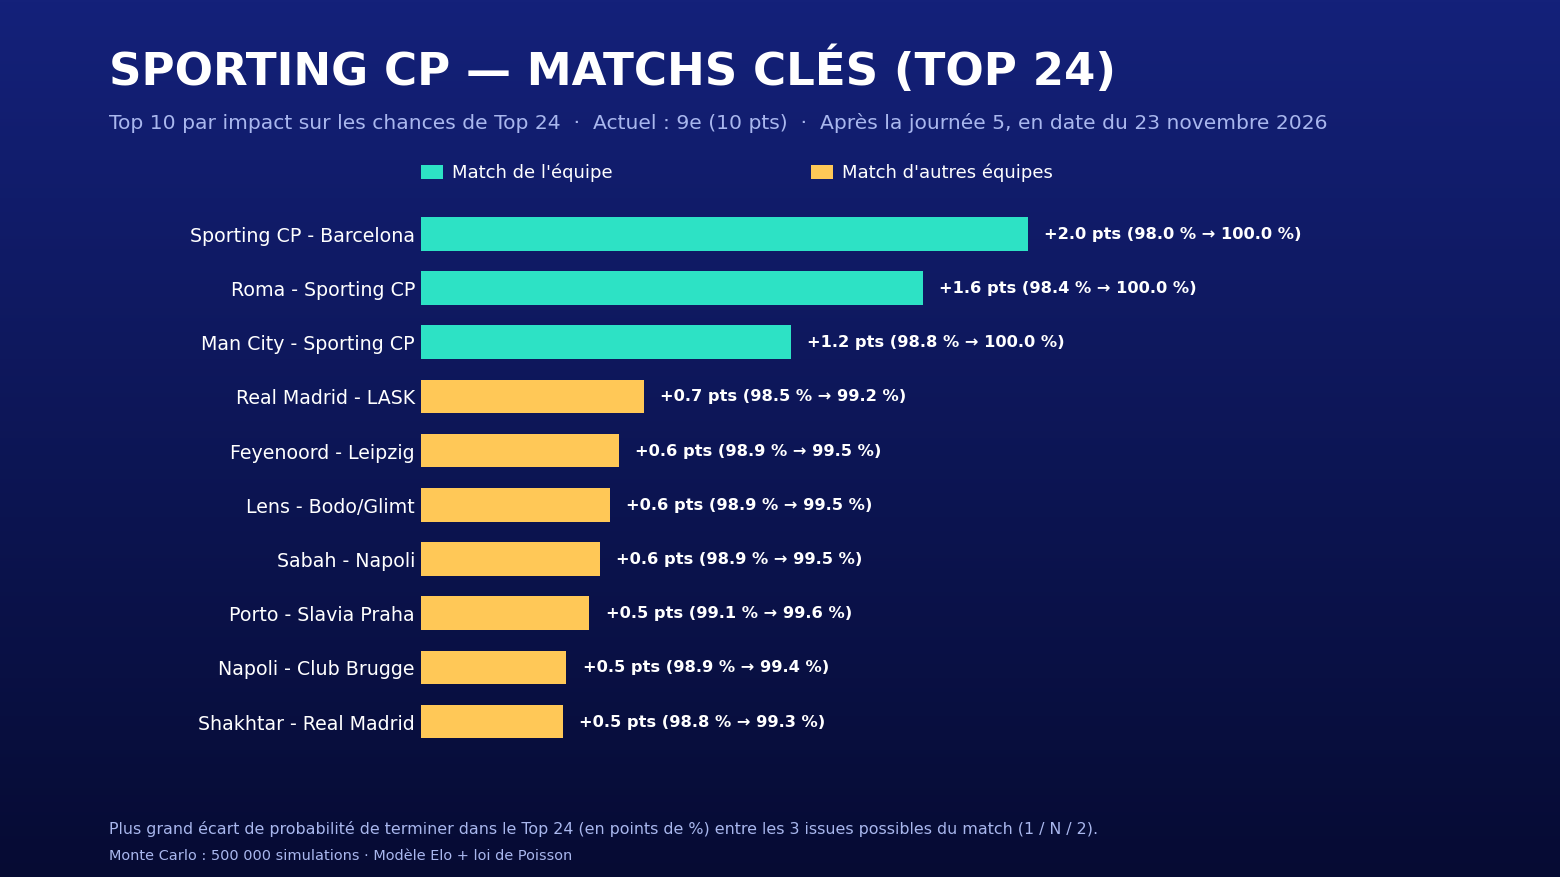 SPORTING CP — MATCHS CLÉS (TOP 24)
Top 10 par impact sur les chances de Top 24 · Actuel : 9e (10 pts) · Après la journée 5, en date du 23 novembre 2026
Match de l'équipe Match d'autres équipes
Sporting CP - Barcelona +2.0 pts (98.0 % → 100.0 %)
Roma - Sporting CP +1.6 pts (98.4 % → 100.0 %)
Man City - Sporting CP +1.2 pts (98.8 % → 100.0 %)
Real Madrid - LASK +0.7 pts (98.5 % → 99.2 %)
Feyenoord - Leipzig +0.6 pts (98.9 % → 99.5 %)
Lens - Bodo/Glimt +0.6 pts (98.9 % → 99.5 %)
Sabah - Napoli +0.6 pts (98.9 % → 99.5 %)
Porto - Slavia Praha +0.5 pts (99.1 % → 99.6 %)
Napoli - Club Brugge +0.5 pts (98.9 % → 99.4 %)
Shakhtar - Real Madrid +0.5 pts (98.8 % → 99.3 %)
Plus grand écart de probabilité de terminer dans le Top 24 (en points de %) entre les 3 issues possibles du match (1 / N / 2).
Monte Carlo : 500 000 simulations · Modèle Elo + loi de Poisson